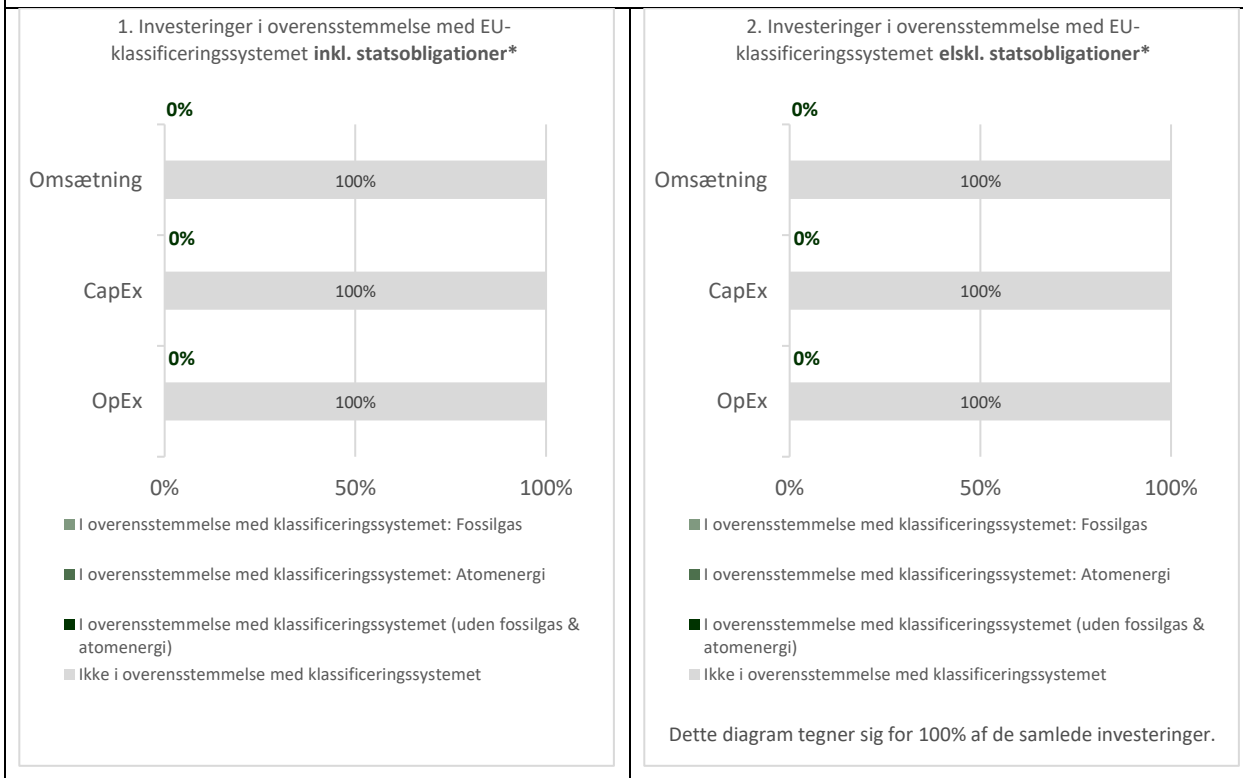 1. Investeringer i overensstemmelse med EU-
klassificeringssystemet inkl. statsobligationer*
0%
Omsætning
100%
0%
CapEx
100%
0%
OpEx
100%
0%
50%
100%
I overensstemmelse med klassificeringssystemet: Fossilgas
I overensstemmelse med klassificeringssystemet: Atomenergi
I overensstemmelse med klassificeringssystemet (uden fossilgas &
atomenergi)
Ikke i overensstemmelse med klassificeringssystemet
2. Investeringer i overensstemmelse med EU-
klassificeringssystemet elskl. statsobligationer*
0%
Omsætning
100%
0%
CapEx
100%
0%
OpEx
100%
0%
50%
100%
I overensstemmelse med klassificeringssystemet: Fossilgas
I overensstemmelse med klassificeringssystemet: Atomenergi
I overensstemmelse med klassificeringssystemet (uden fossilgas &
atomenergi)
Ikke i overensstemmelse med klassificeringssystemet
Dette diagram tegner sig for 100% af de samlede investeringer.